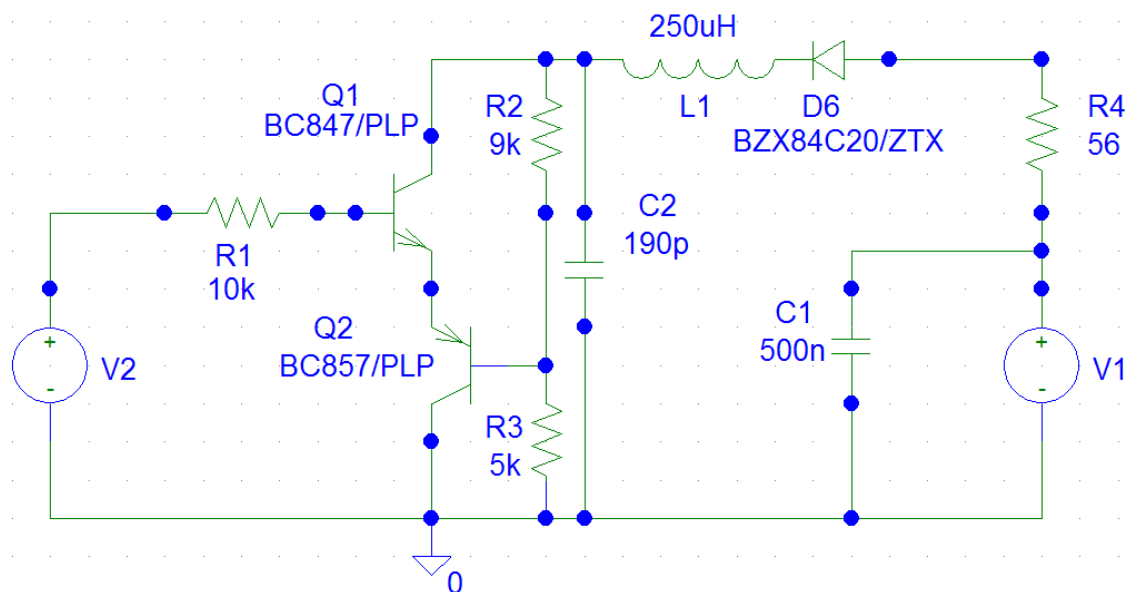 250uH
L1
D6
BZX84C20/ZTX
R4
56
Q1
BC847/PLP
R2
9k
C2
190p
R1
10k
Q2
BC857/PLP
C1
500n
+
-
V2
+
-
V1
R3
5k
0